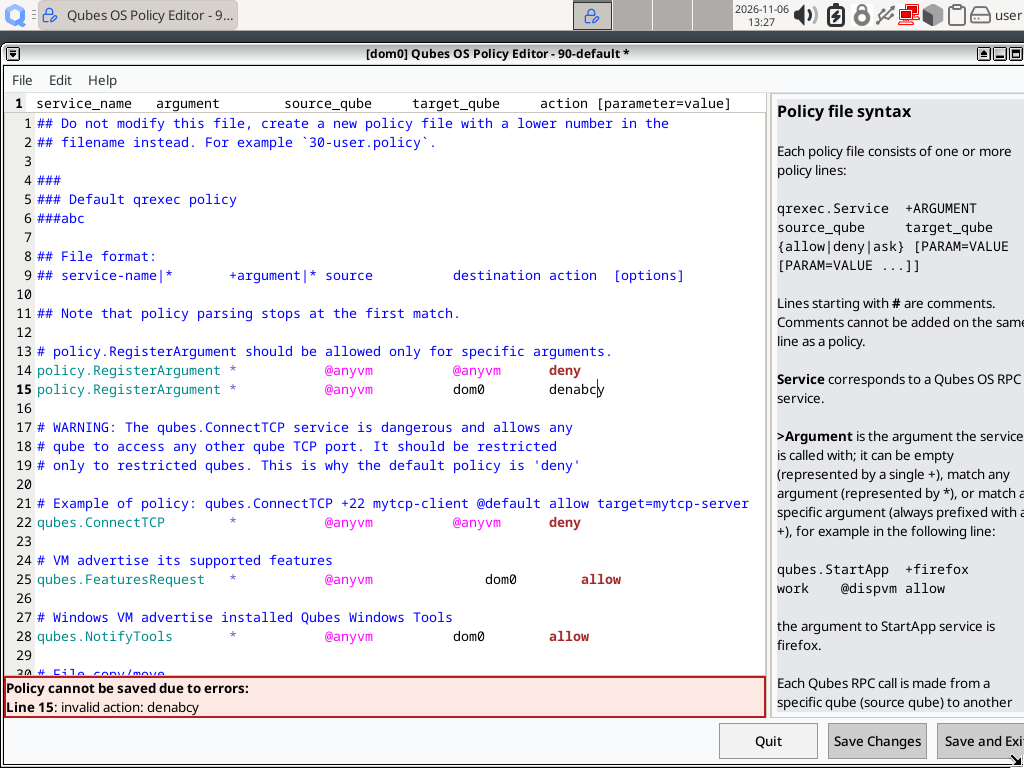 Qubes OS Policy Editor - 9...
2026-11-06
13:27
user
[dom0] Qubes OS Policy Editor - 90-default *
File Edit Help
1 service_name argument source_qube target_qube action [parameter=value]
1 ## Do not modify this file, create a new policy file with a lower number in the
2 ## filename instead. For example `30-user.policy`.
3
4 ###
5 ### Default qrexec policy
6 ###abc
7
8 ## File format:
9 ## service-name|* +argument|* source destination action [options]
10
11 ## Note that policy parsing stops at the first match.
12
13 # policy.RegisterArgument should be allowed only for specific arguments.
14 policy.RegisterArgument * @anyvm @anyvm deny
15 policy.RegisterArgument * @anyvm dom0 denabcy
16
17 # WARNING: The qubes.ConnectTCP service is dangerous and allows any
18 # qube to access any other qube TCP port. It should be restricted
19 # only to restricted qubes. This is why the default policy is 'deny'
20
21 # Example of policy: qubes.ConnectTCP +22 mytcp-client @default allow target=mytcp-server
22 qubes.ConnectTCP * @anyvm @anyvm deny
23
24 # VM advertise its supported features
25 qubes.FeaturesRequest * @anyvm dom0 allow
26
27 # Windows VM advertise installed Qubes Windows Tools
28 qubes.NotifyTools * @anyvm dom0 allow
29
30 # File copy/move
Policy cannot be saved due to errors:
Line 15: invalid action: denabcy
Policy file syntax
Each policy file consists of one or more
policy lines:
qrexec.Service +ARGUMENT
source_qube target_qube
{allow|deny|ask} [PARAM=VALUE
[PARAM=VALUE ...]]
Lines starting with # are comments.
Comments cannot be added on the same
line as a policy.
Service corresponds to a Qubes OS RPC
service.
>Argument is the argument the service
is called with; it can be empty
(represented by a single +), match any
argument (represented by *), or match a
specific argument (always prefixed with a
+), for example in the following line:
qubes.StartApp +firefox
work @dispvm allow
the argument to StartApp service is
firefox.
Each Qubes RPC call is made from a
specific qube (source qube) to another
Quit Save Changes Save and Exi